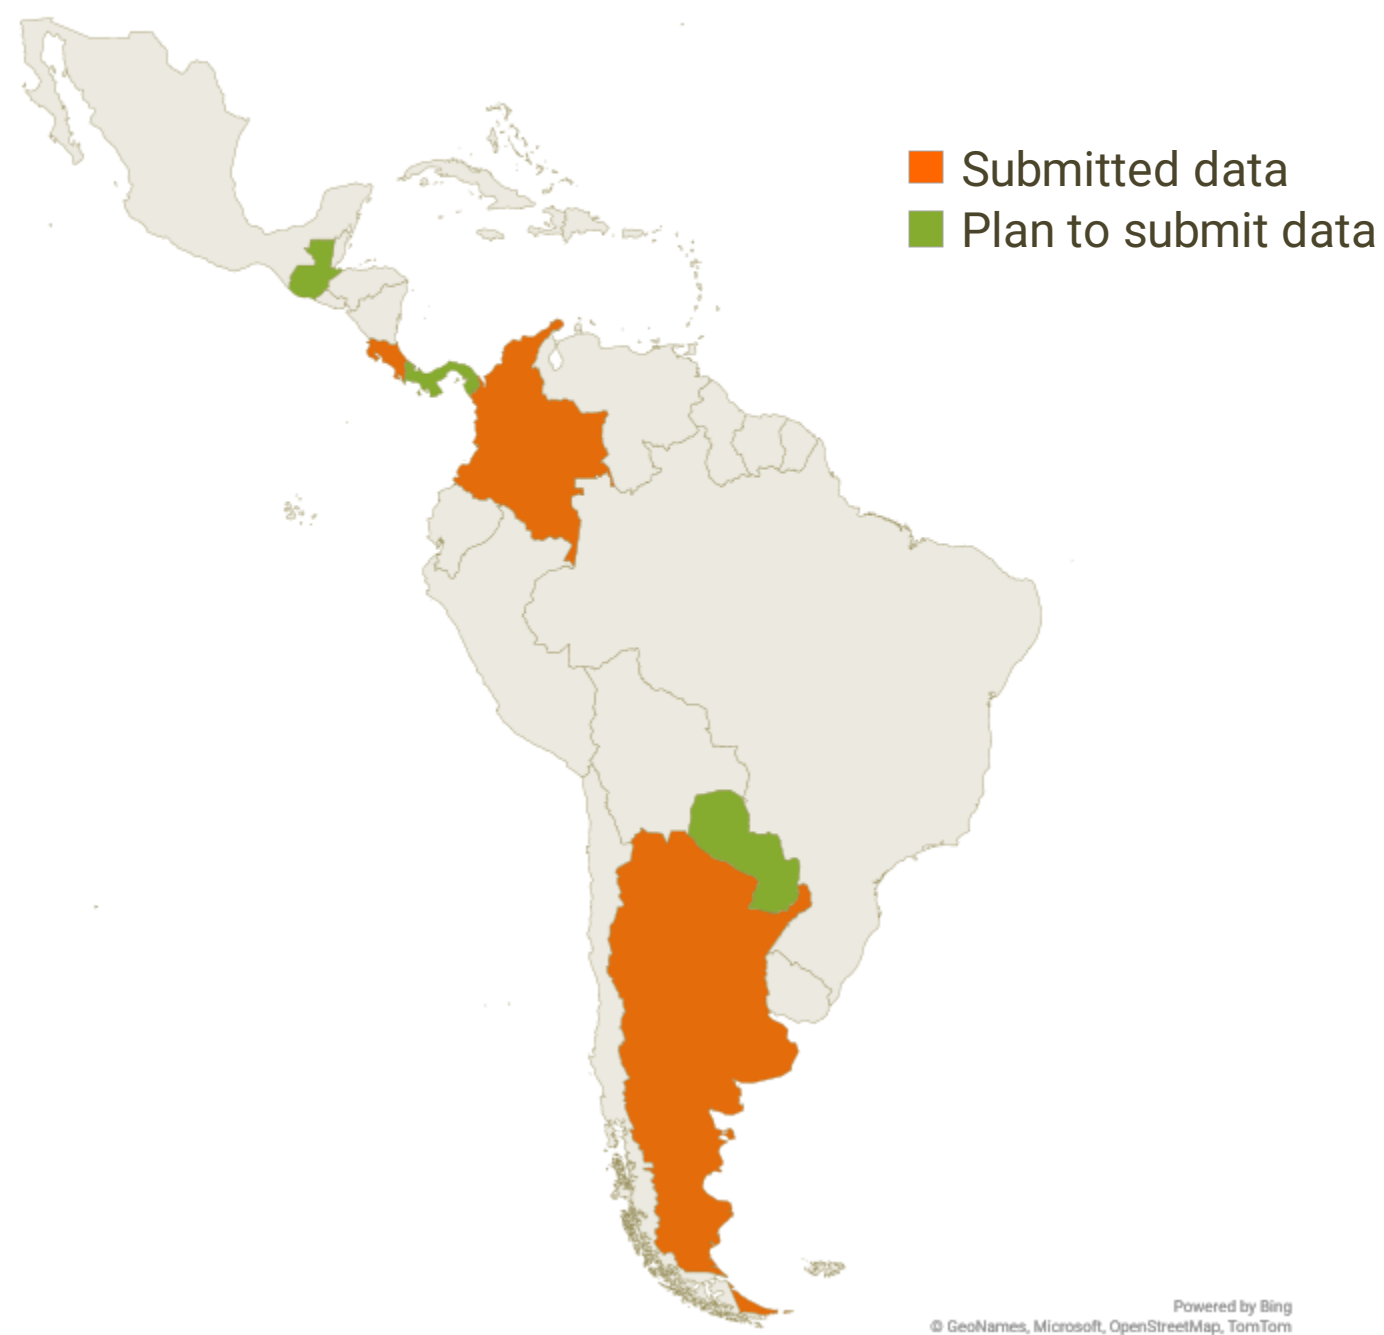 Submitted data
Plan to submit data
Powered by Bing
© GeoNames, Microsoft, OpenStreetMap, TomTom